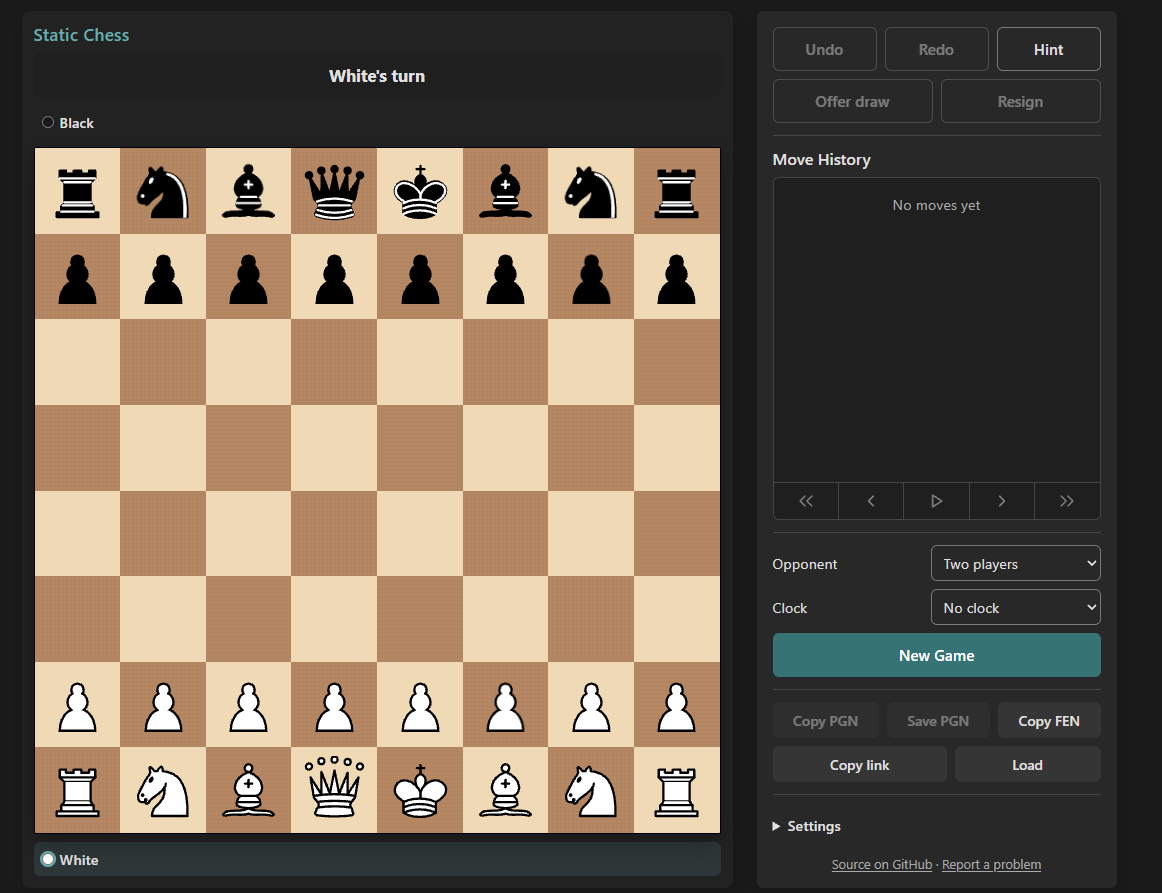 Static Chess
White's turn
Black
White
Undo
Redo
Hint
Offer draw
Resign
Move History
No moves yet
Opponent
Two players
Clock
No clock
New Game
Copy PGN
Save PGN
Copy FEN
Copy link
Load
Settings
Source on GitHub · Report a problem